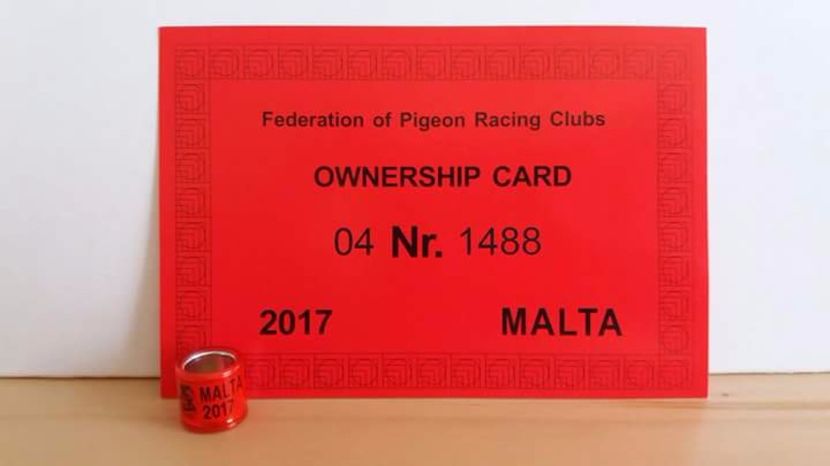 Federation of Pigeon Racing Clubs
OWNERSHIP CARD
04 Nr. 1488
2017 MALTA
MALTA
2017